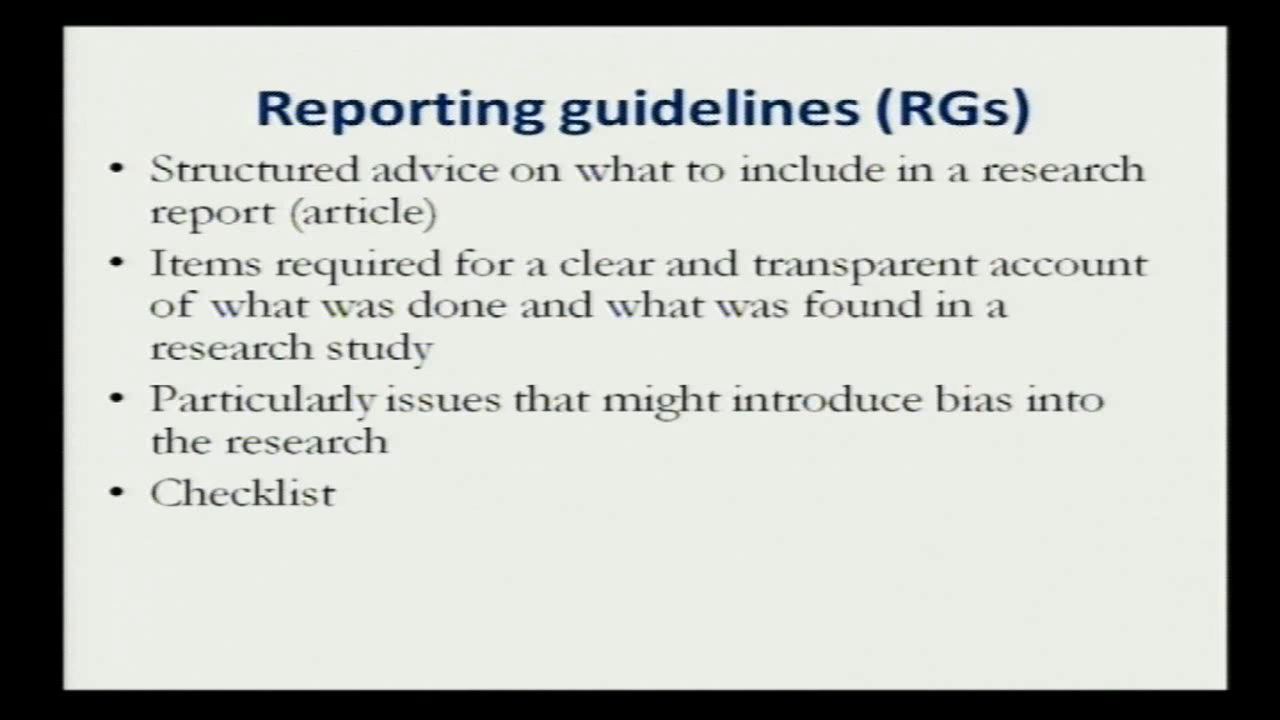 Reporting guidelines (RGs)
• Structured advice on what to include in a research
report (article)
• Items required for a clear and transparent account
of what was done and what was found in a
research study
• Particularly issues that might introduce bias into
the research
• Checklist